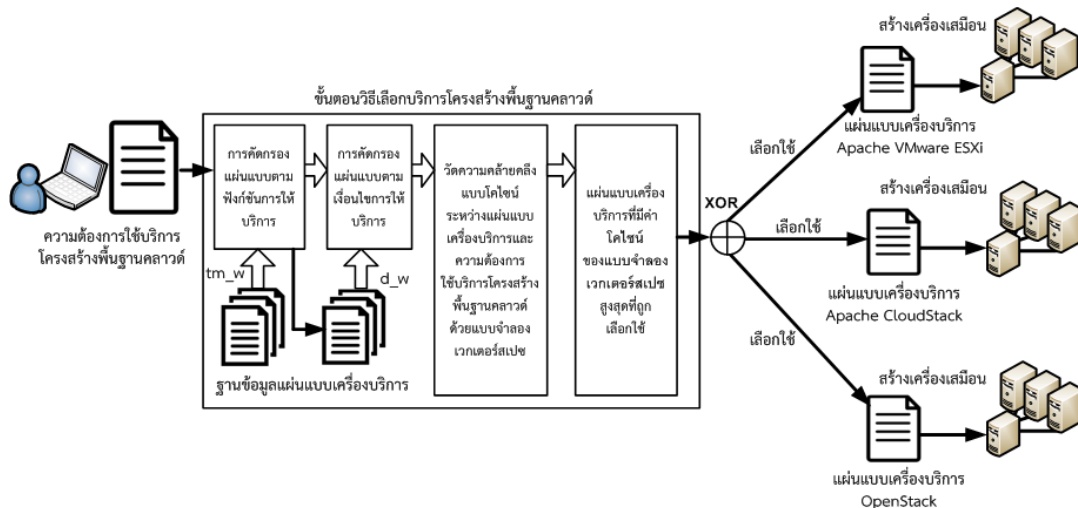 ความต้องการใช้บริการ
โครงสร้างพื้นฐานคลาวด์
ขั้นตอนวิธีเลือกบริการโครงสร้างพื้นฐานคลาวด์
การคัดกรอง
แผ่นแบบตาม
ฟังก์ชันการให้
บริการ
tm_w
การคัดกรอง
แผ่นแบบตาม
เงื่อนไขการให้
บริการ
d_w
ฐานข้อมูลแผ่นแบบเครื่องบริการ
วัดความคล้ายคลึง
แบบโคไซน์
ระหว่างแผ่นแบบ
เครื่องบริการและ
ความต้องการ
ใช้บริการโครงสร้าง
พื้นฐานคลาวด์
ด้วยแบบจำลอง
เวกเตอร์สเปซ
แผ่นแบบเครื่อง
บริการที่มีค่า
โคไซน์
ของแบบจำลอง
เวกเตอร์สเปซ
สูงสุดที่ถูก
เลือกใช้
XOR
เลือกใช้
แผ่นแบบเครื่องบริการ
Apache VMware ESXi
สร้างเครื่องเสมือน
เลือกใช้
แผ่นแบบเครื่องบริการ
Apache CloudStack
สร้างเครื่องเสมือน
เลือกใช้
แผ่นแบบเครื่องบริการ
OpenStack
สร้างเครื่องเสมือน